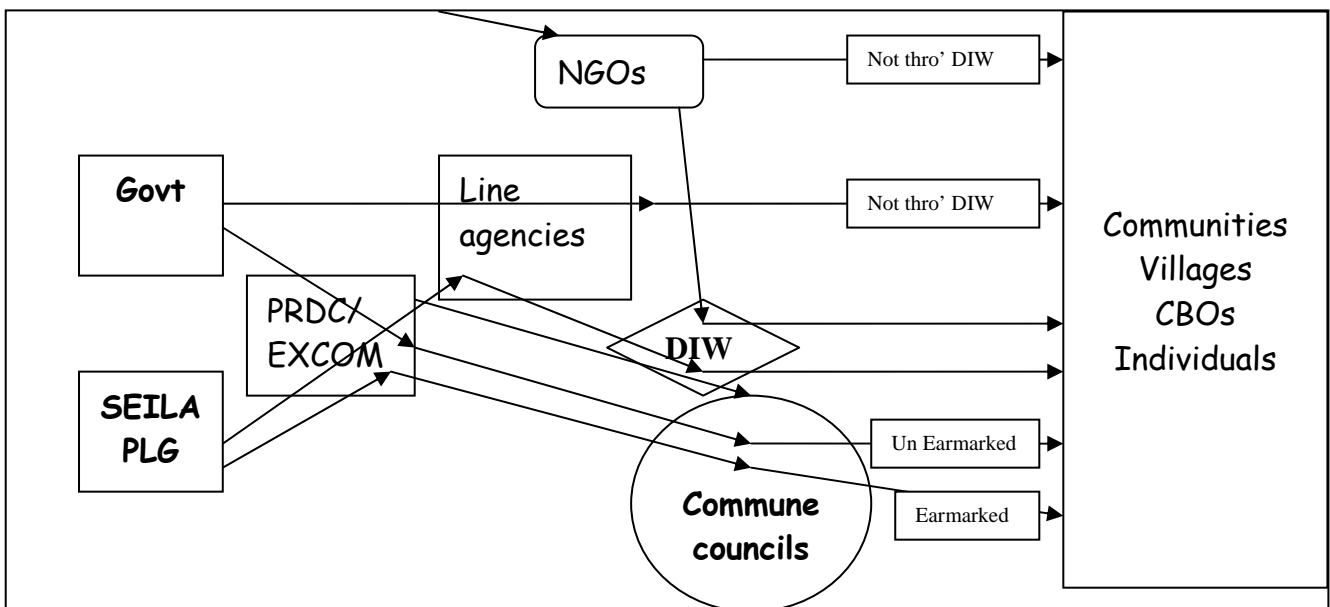 NGOs
Not thro’ DIW
Govt
Line
agencies
Not thro’ DIW
PRDC/
EXCOM
DIW
SEILA
PLG
Un Earmarked
Commune
councils
Earmarked
Communities
Villages
CBOs
Individuals